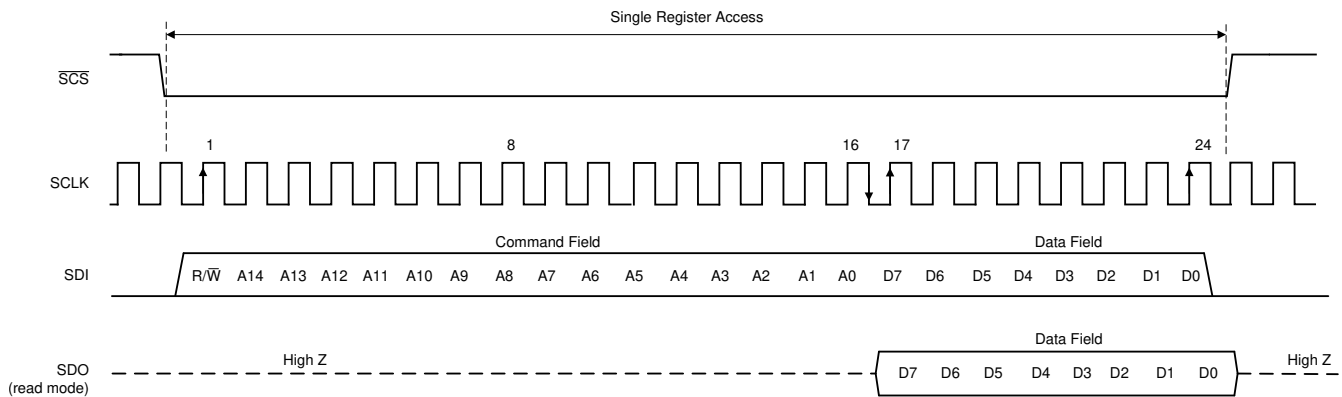 Single Register Access
S̅C̅S̅
1 8 16 17 24
SCLK
Command Field Data Field
SDI R/W̅ A14 A13 A12 A11 A10 A9 A8 A7 A6 A5 A4 A3 A2 A1 A0 D7 D6 D5 D4 D3 D2 D1 D0
Data Field
SDO
(read mode)
High Z D7 D6 D5 D4 D3 D2 D1 D0 High Z